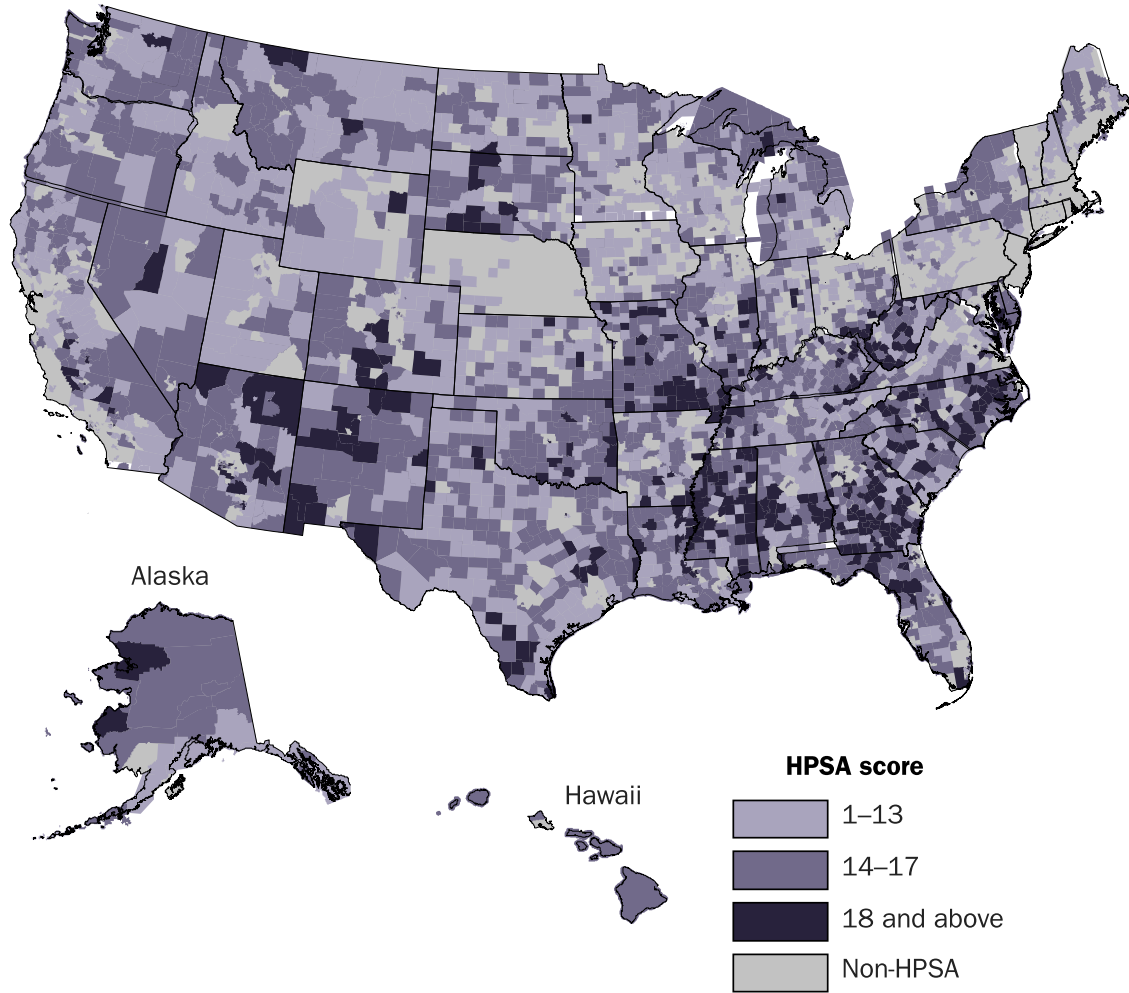 Alaska
Hawaii
HPSA score
1–13
14–17
18 and above
Non-HPSA